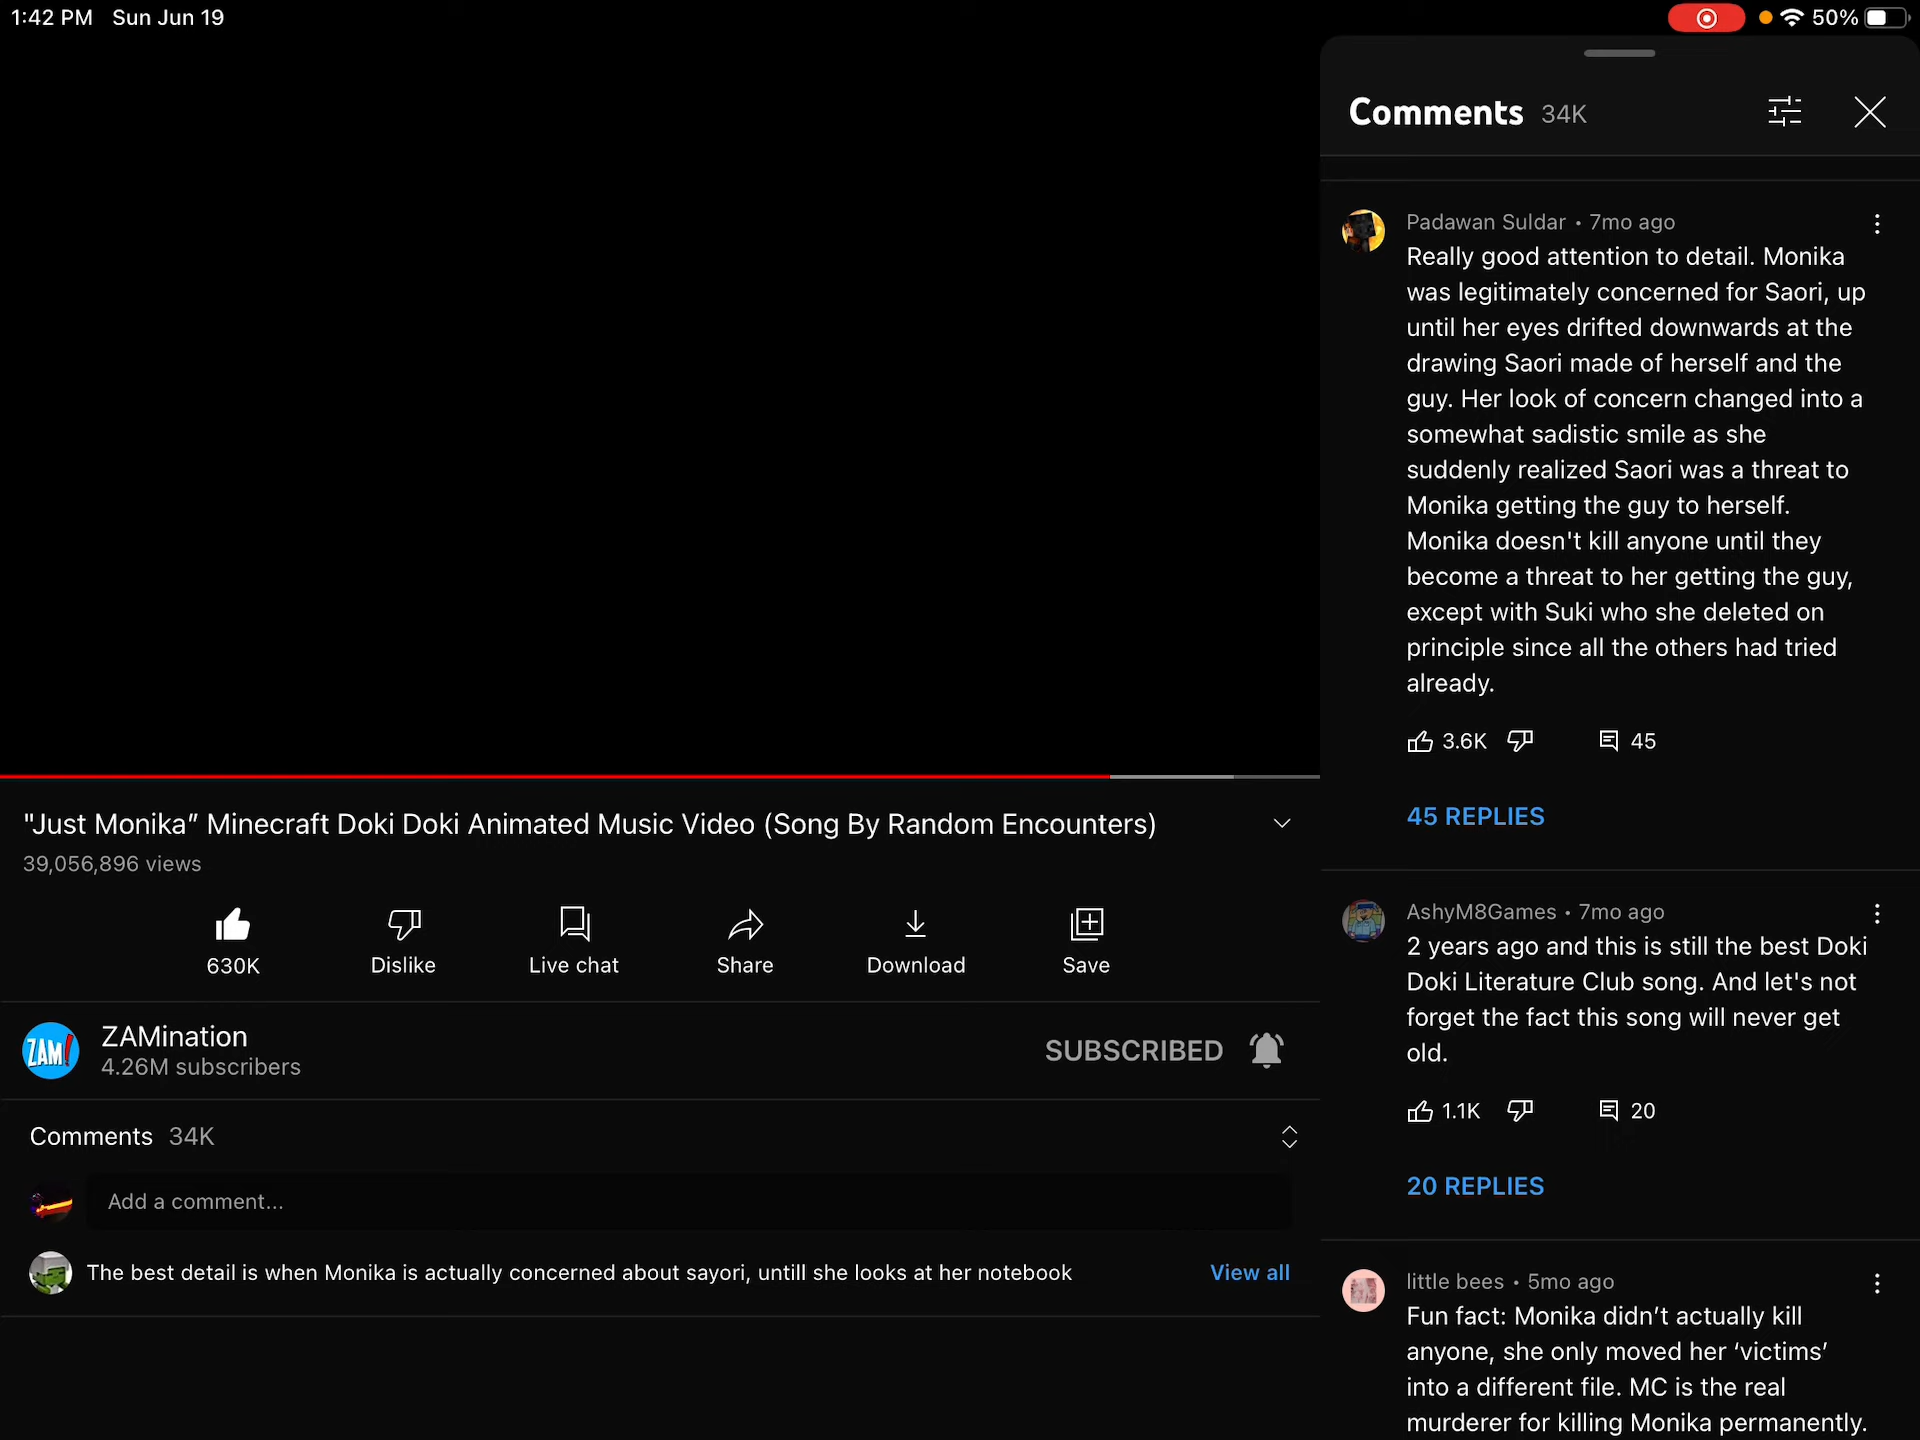 1:42 PM Sun Jun 19
50%
Comments 34K
Padawan Suldar • 7mo ago
Really good attention to detail. Monika
was legitimately concerned for Saori, up
until her eyes drifted downwards at the
drawing Saori made of herself and the
guy. Her look of concern changed into a
somewhat sadistic smile as she
suddenly realized Saori was a threat to
Monika getting the guy to herself.
Monika doesn't kill anyone until they
become a threat to her getting the guy,
except with Suki who she deleted on
principle since all the others had tried
already.
3.6K 45
45 REPLIES
AshyM8Games • 7mo ago
2 years ago and this is still the best Doki
Doki Literature Club song. And let's not
forget the fact this song will never get
old.
1.1K 20
20 REPLIES
little bees • 5mo ago
Fun fact: Monika didn’t actually kill
anyone, she only moved her ‘victims’
into a different file. MC is the real
murderer for killing Monika permanently.
"Just Monika” Minecraft Doki Doki Animated Music Video (Song By Random Encounters)
39,056,896 views
630K Dislike Live chat Share Download Save
ZAM!
ZAMination
4.26M subscribers
SUBSCRIBED
Comments 34K
Add a comment...
The best detail is when Monika is actually concerned about sayori, untill she looks at her notebook
View all